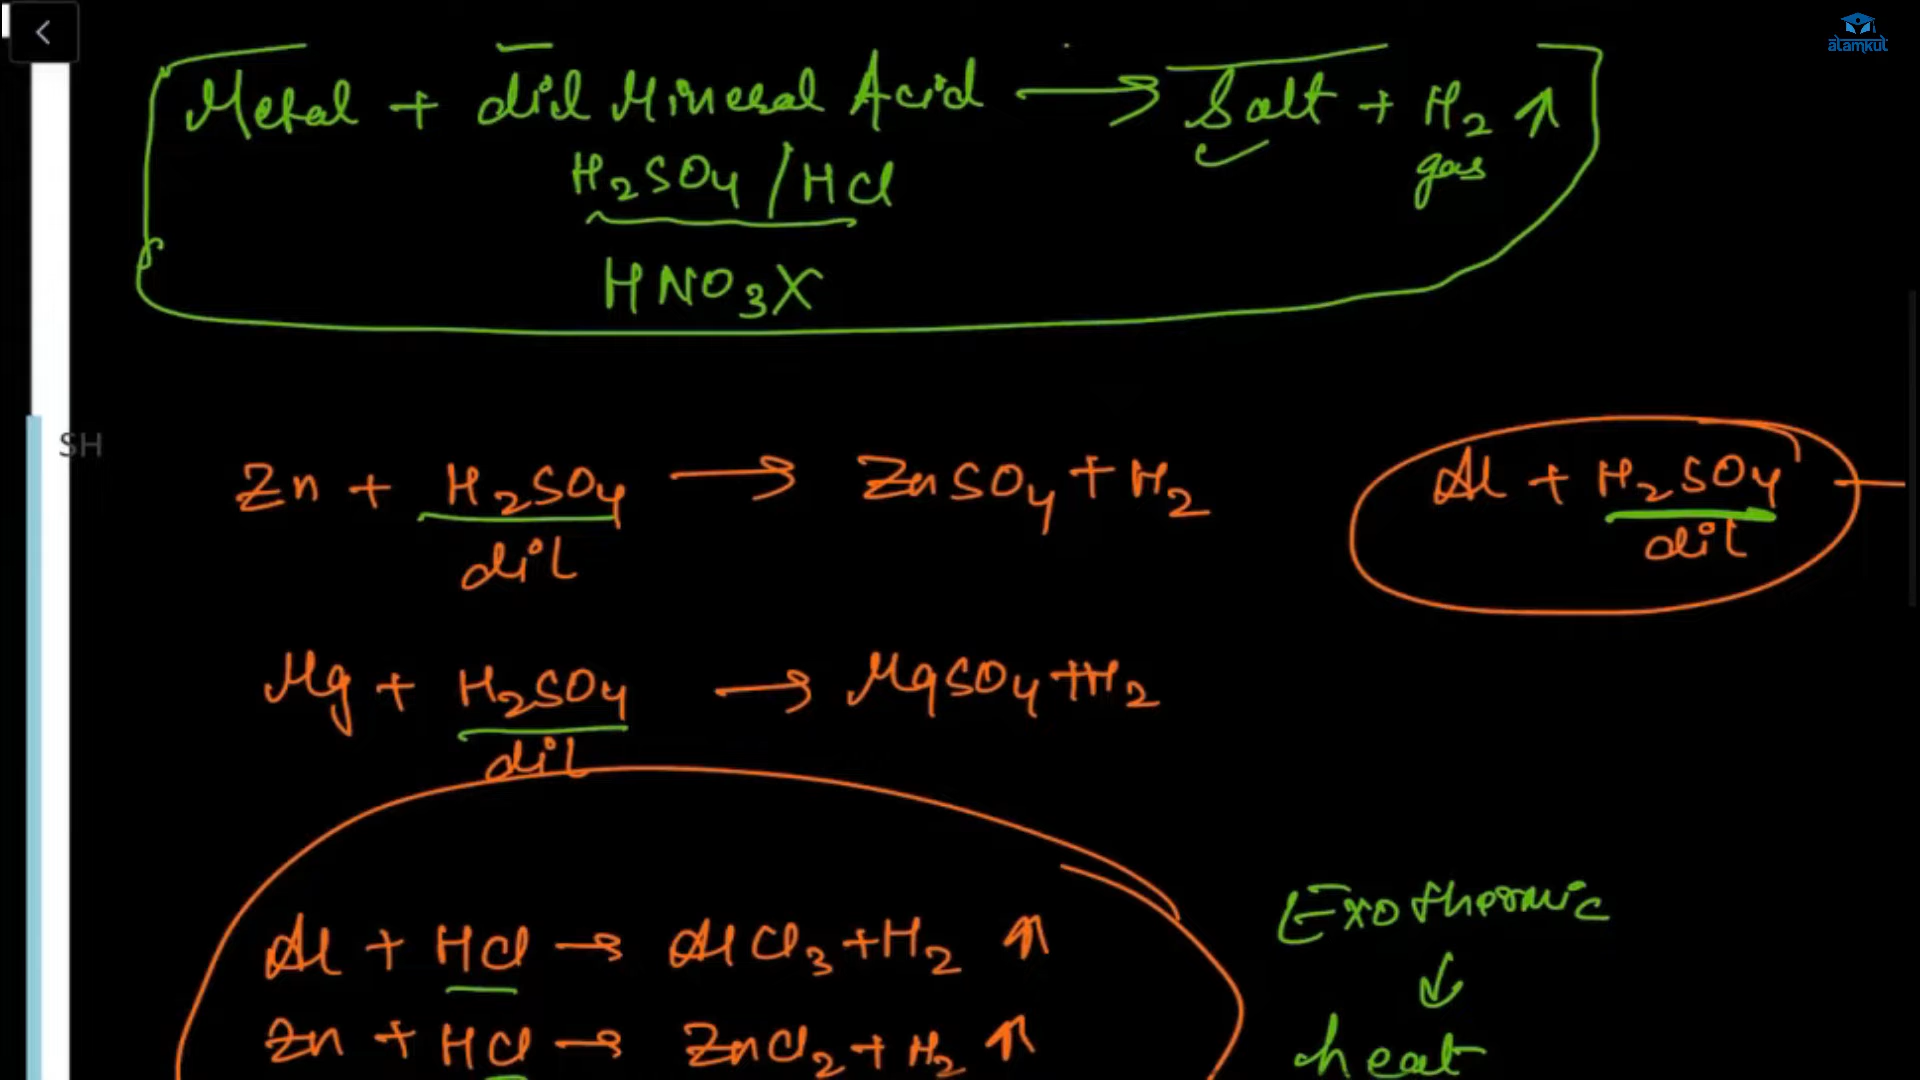 alamkul
Metal + dil Mineral Acid → Salt + H₂ ↑
H₂SO₄ / HCl
gas
HNO₃ X
SH
Zn + H₂SO₄ → ZnSO₄ + H₂
dil
Al + H₂SO₄
dil
Mg + H₂SO₄ → MgSO₄ + H₂
dil
Exothermic
↓
heat
Al + HCl → AlCl₃ + H₂ ↑
Zn + HCl → ZnCl₂ + H₂ ↑